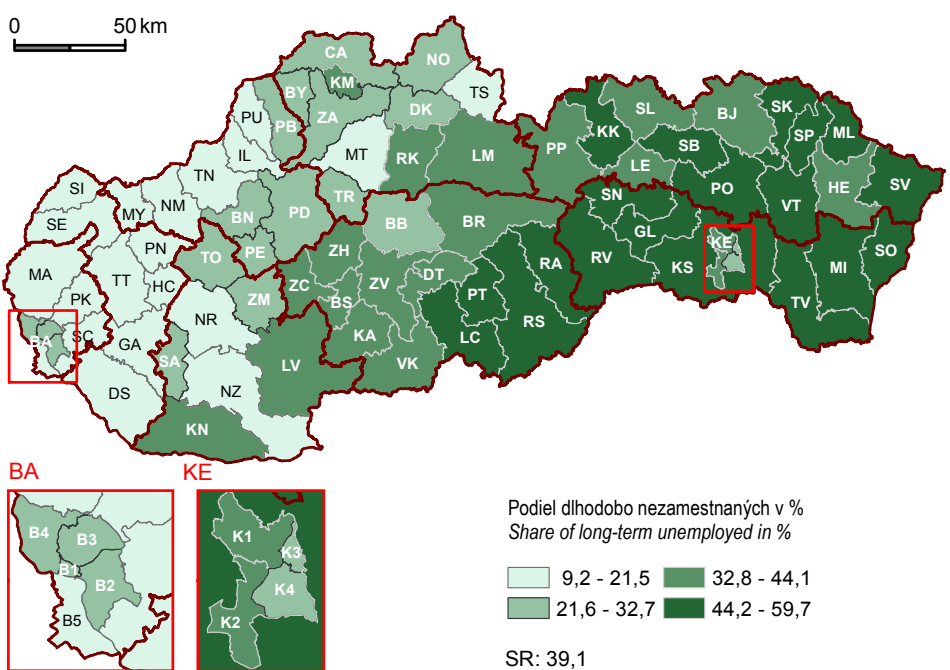 0 50 km
CA NO
KM TS
BY
PU PB ZA DK SL BJ SK
IL MT RK LM PP KK SP ML
TN LE SB
SI TR PO HE SV
MY NM BN PD SN VT
SE BB BR
PN TO PE ZH GL KE SO
MA TT RV KS MI
HC ZM ZC ZV DT RA
PK BS PT TV
SC NR RS
BA GA KA LC
SA LV VK
DS NZ
KN
BA KE
B4 B3
B1
B2
B5
K1
K3
K4
K2
Podiel dlhodobo nezamestnaných v %
Share of long-term unemployed in %
9,2 - 21,5 32,8 - 44,1
21,6 - 32,7 44,2 - 59,7
SR: 39,1